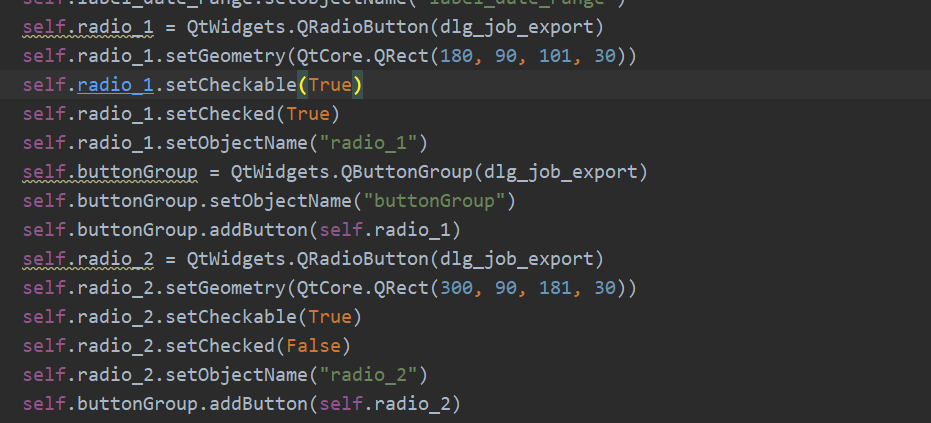 self.label_date_range.setObjectName("label_date_range")
self.radio_1 = QtWidgets.QRadioButton(dlg_job_export)
self.radio_1.setGeometry(QtCore.QRect(180, 90, 101, 30))
self.radio_1.setCheckable(True)
self.radio_1.setChecked(True)
self.radio_1.setObjectName("radio_1")
self.buttonGroup = QtWidgets.QButtonGroup(dlg_job_export)
self.buttonGroup.setObjectName("buttonGroup")
self.buttonGroup.addButton(self.radio_1)
self.radio_2 = QtWidgets.QRadioButton(dlg_job_export)
self.radio_2.setGeometry(QtCore.QRect(300, 90, 181, 30))
self.radio_2.setCheckable(True)
self.radio_2.setChecked(False)
self.radio_2.setObjectName("radio_2")
self.buttonGroup.addButton(self.radio_2)